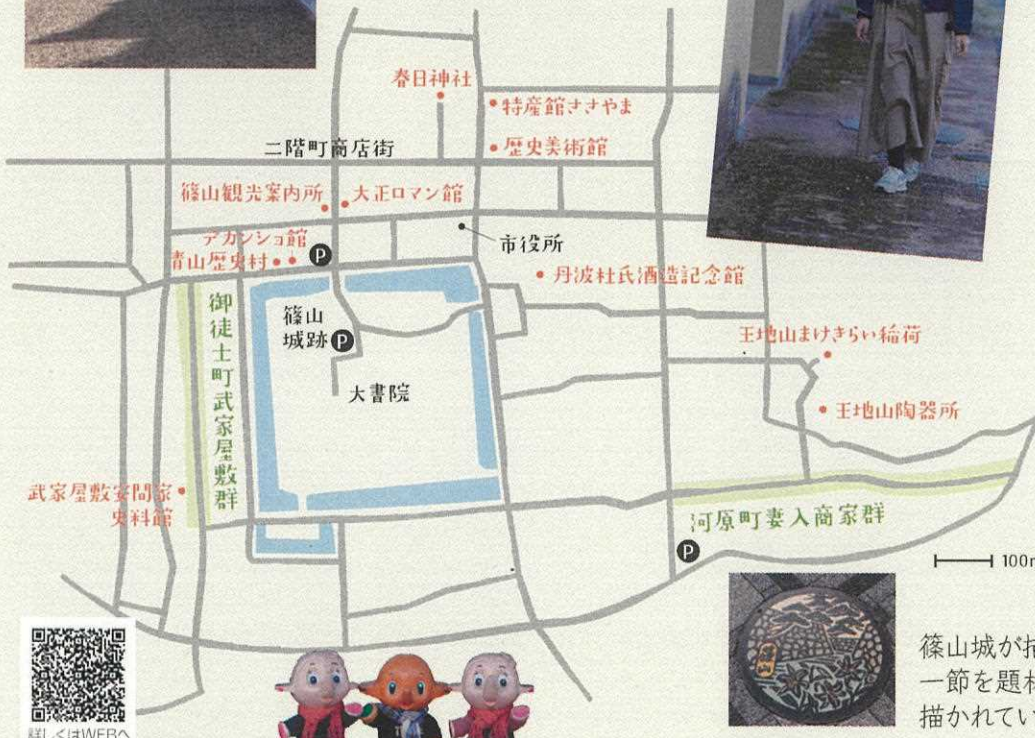 春日神社
特産館ささやま
二階町商店街
歴史美術館
篠山観光案内所
大正ロマン館
デカンショ館
青山歴史村
P
市役所
丹波杜氏酒造記念館
御徒士町武家屋敷群
篠山
城跡
P
大書院
王地山まけきらい稲荷
王地山陶器所
武家屋敷安間家
史料館
河原町妻入商家群
P
100m
篠山城が描
一節を題材
描かれてい
詳しくはWEBへ